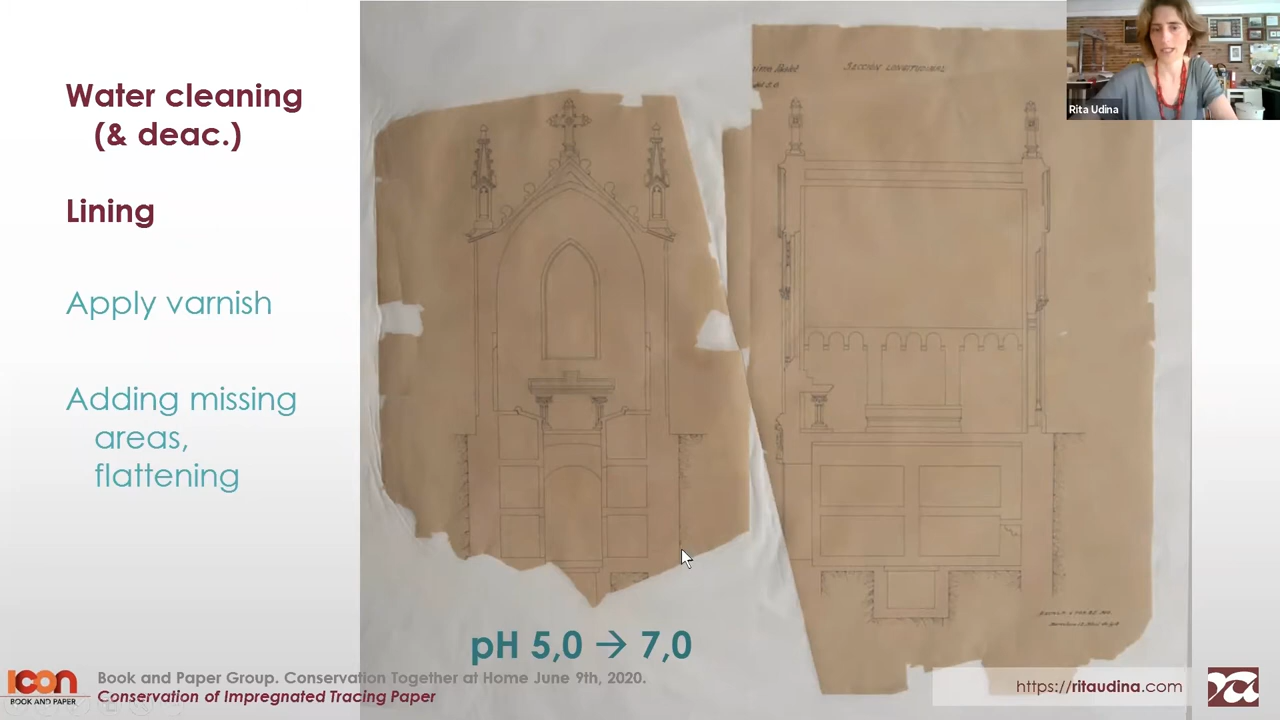 Water cleaning
(& deac.)
Lining
Apply varnish
Adding missing
areas,
flattening
SECCION LONGITUDINAL
Rita Udina
pH 5,0 → 7,0
icon
BOOK AND PAPER
Book and Paper Group. Conservation Together at Home June 9th, 2020.
Conservation of Impregnated Tracing Paper
https://ritaudina.com